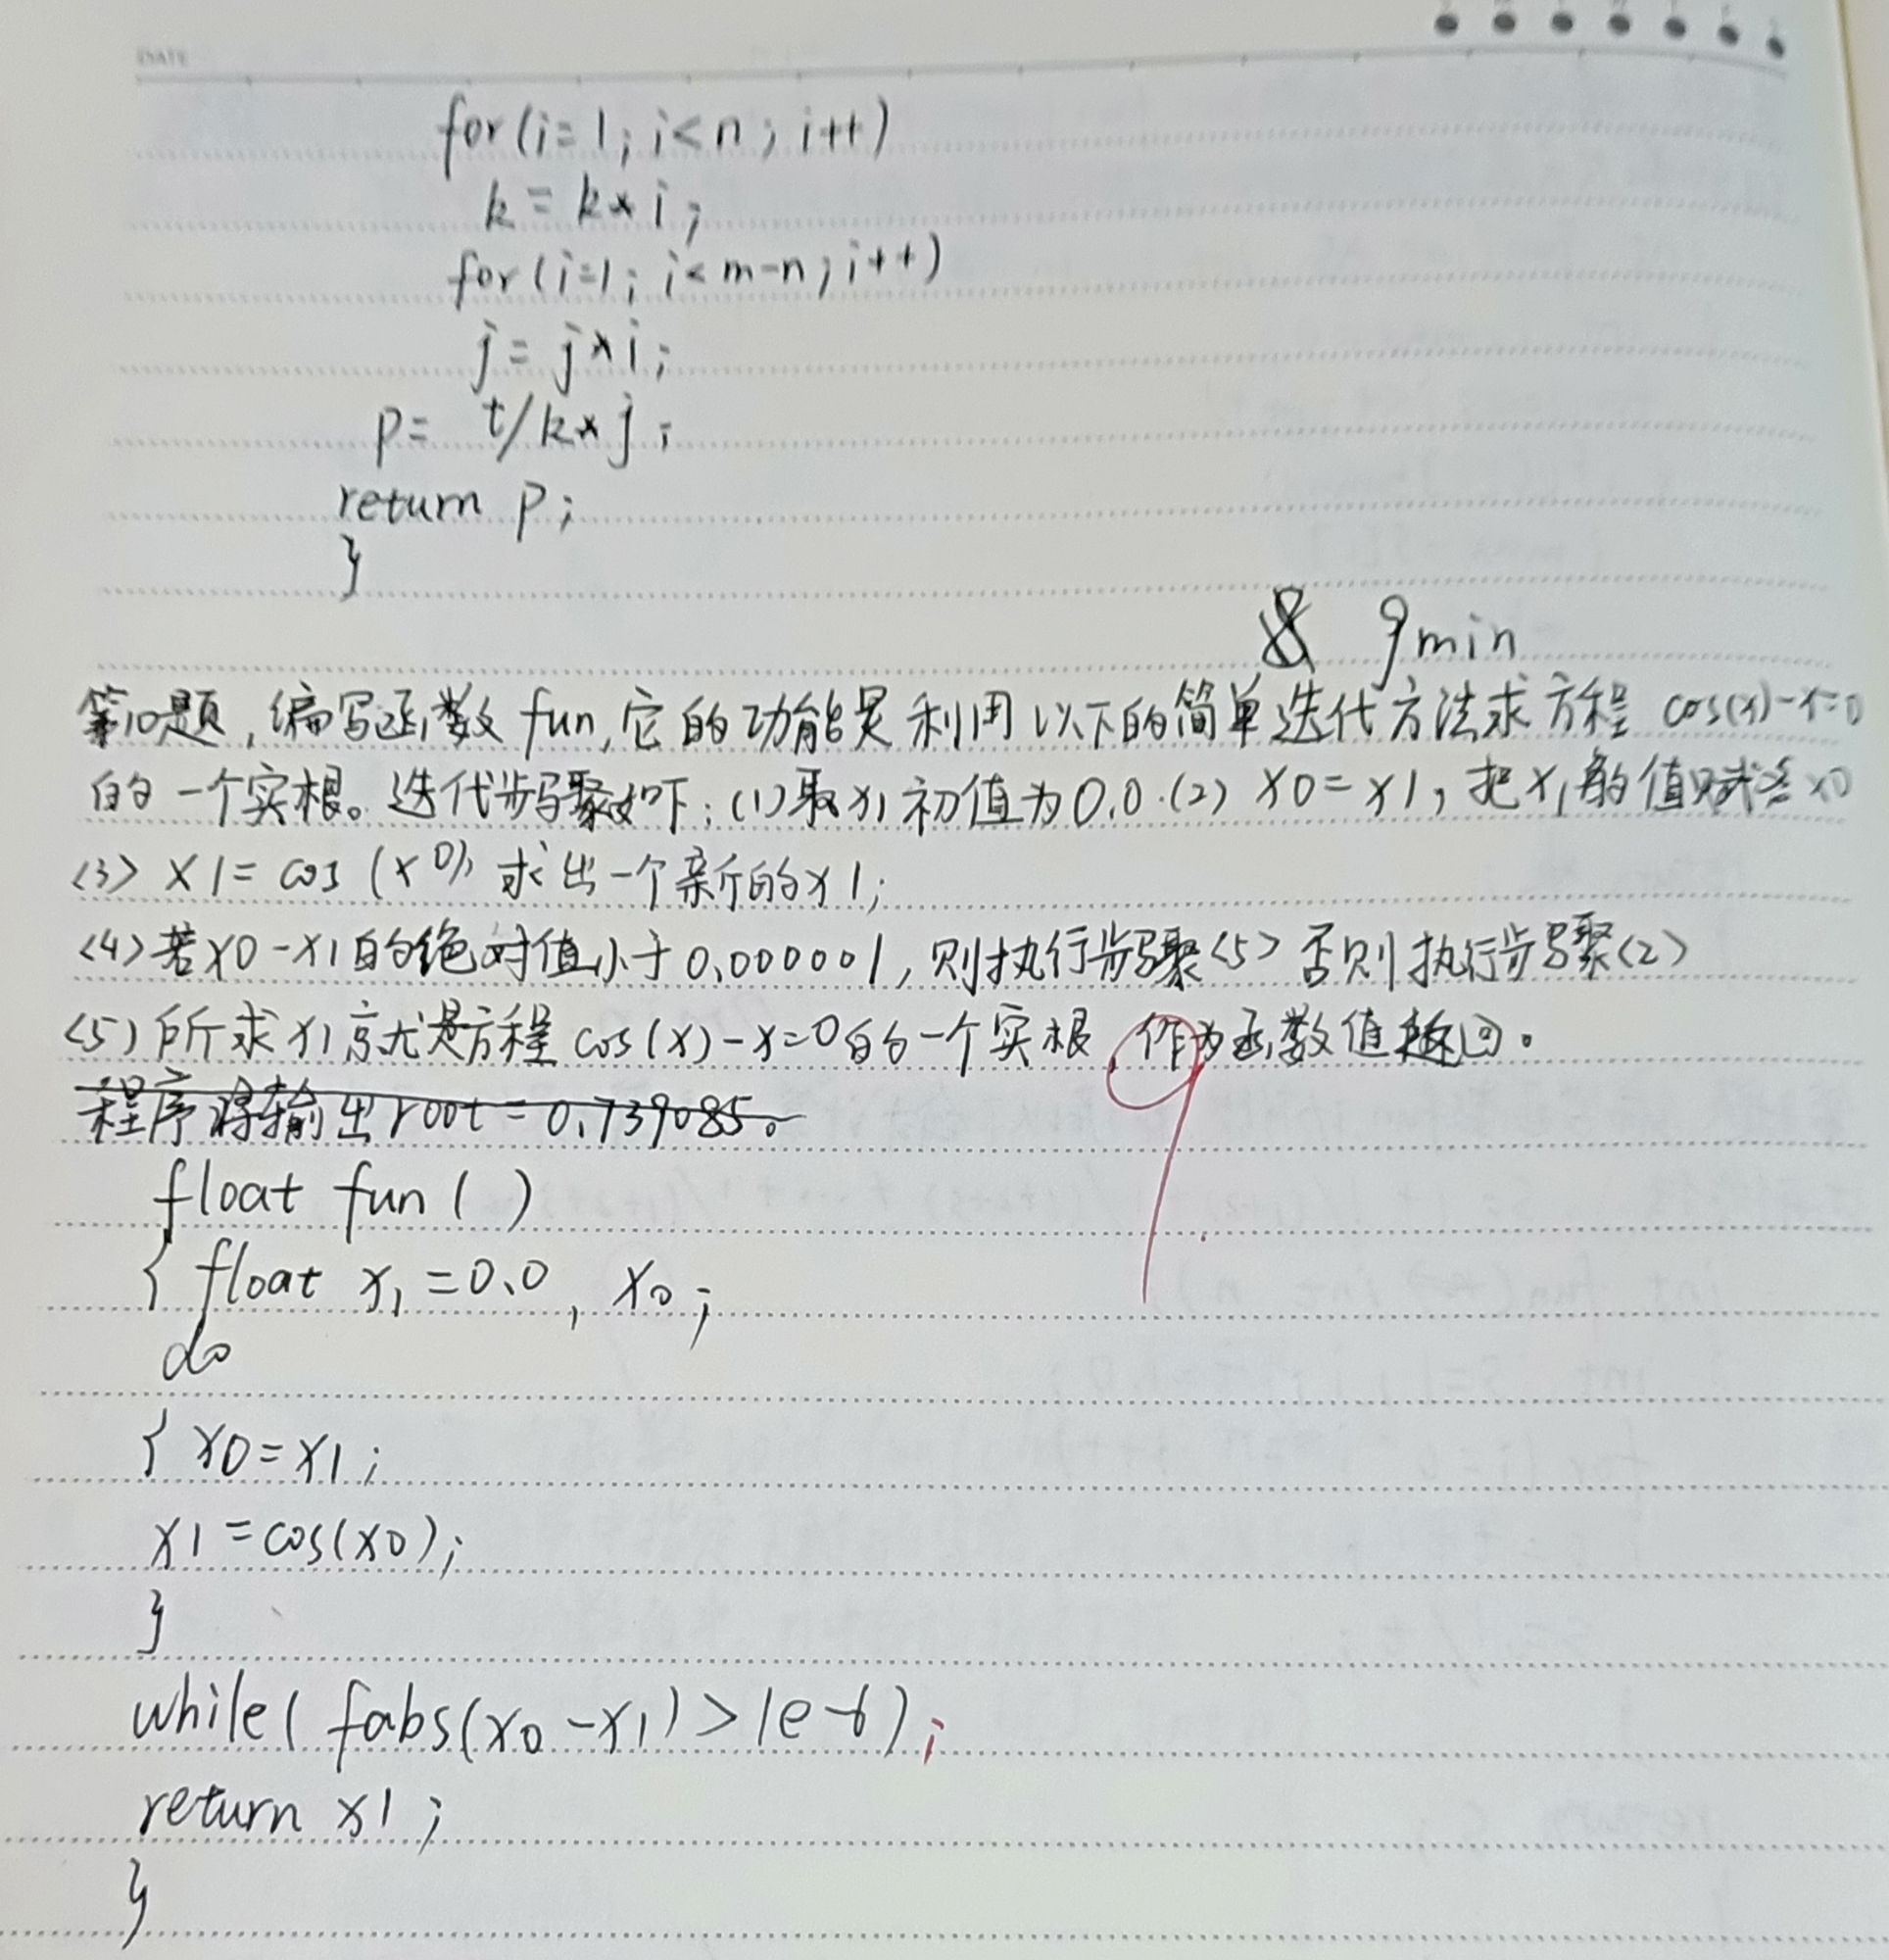 DATE
for(i=1;i<n;i++)
k=k*i;
for(i=1;i<m-n;i++)
j=j*i;
p= t/k*j;
return p;
}
9min
第10题,编写函数fun,它的功能是利用以下的简单迭代方法求方程cos(x)-x=0
的一个实根。迭代步骤如下:(1)取x1初值为0.0.(2) x0=x1,把x1的值赋给x0
<3> x1=cos(x0),求出一个新的x1;
<4>若x0-x1的绝对值小于0.000001,则执行步骤<5>否则执行步骤<2>
<5)所求x1就是方程cos(x)-x=0的一个实根,作为函数值返回。
程序将输出root=0.739085。
9
float fun()
{ float x1=0.0, x0;
do
{ x0=x1;
x1=cos(x0);
}
while(fabs(x0-x1)>1e-6);
return x1;
}